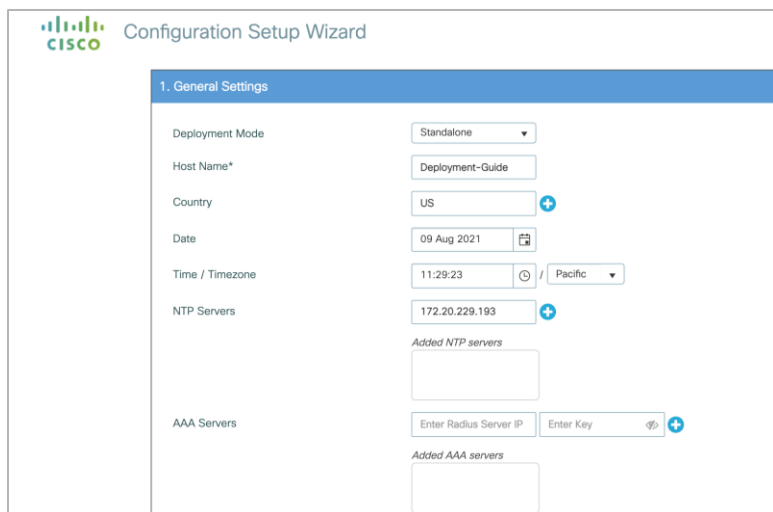 CISCO
Configuration Setup Wizard
1. General Settings
Deployment Mode
Standalone
Host Name*
Deployment-Guide
Country
US
Date
09 Aug 2021
Time / Timezone
11:29:23 / Pacific
NTP Servers
172.20.229.193
Added NTP servers
AAA Servers
Enter Radius Server IP
Enter Key
Added AAA servers